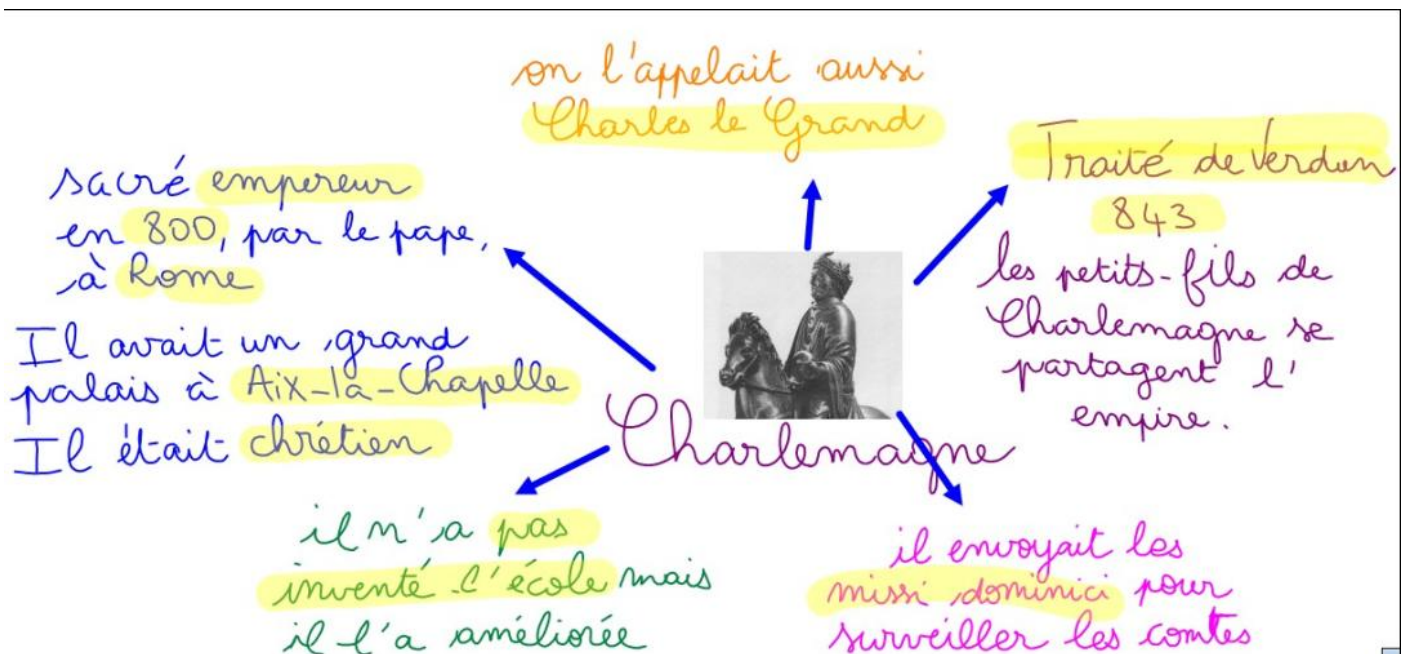 on l'appelait aussi
Charles le Grand
Traité de Verdun
843
les petits-fils de
Charlemagne se
partagent l'
empire.
sacré empereur
en 800, par le pape,
à Rome
Il avait un grand
palais à Aix-la-Chapelle
Il était chrétien
Charlemagne
il n'a pas
inventé l'école mais
il l'a améliorée
il envoyait les
missi dominici pour
surveiller les comtes